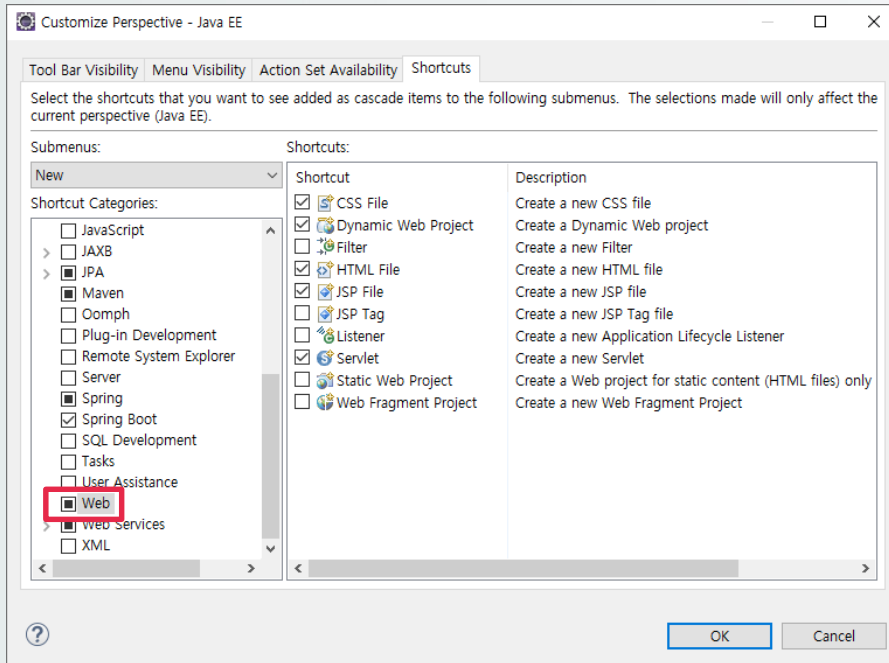 Customize Perspective - Java EE
Tool Bar Visibility Menu Visibility Action Set Availability Shortcuts
Select the shortcuts that you want to see added as cascade items to the following submenus. The selections made will only affect the
current perspective (Java EE).
Submenus:
New
Shortcut Categories:
JavaScript
JAXB
JPA
Maven
Oomph
Plug-in Development
Remote System Explorer
Server
Spring
Spring Boot
SQL Development
Tasks
User Assistance
Web
Web Services
XML
Shortcuts:
Shortcut Description
CSS File Create a new CSS file
Dynamic Web Project Create a Dynamic Web project
Filter Create a new Filter
HTML File Create a new HTML file
JSP File Create a new JSP file
JSP Tag Create a new JSP Tag file
Listener Create a new Application Lifecycle Listener
Servlet Create a new Servlet
Static Web Project Create a Web project for static content (HTML files) only
Web Fragment Project Create a new Web Fragment Project
OK Cancel